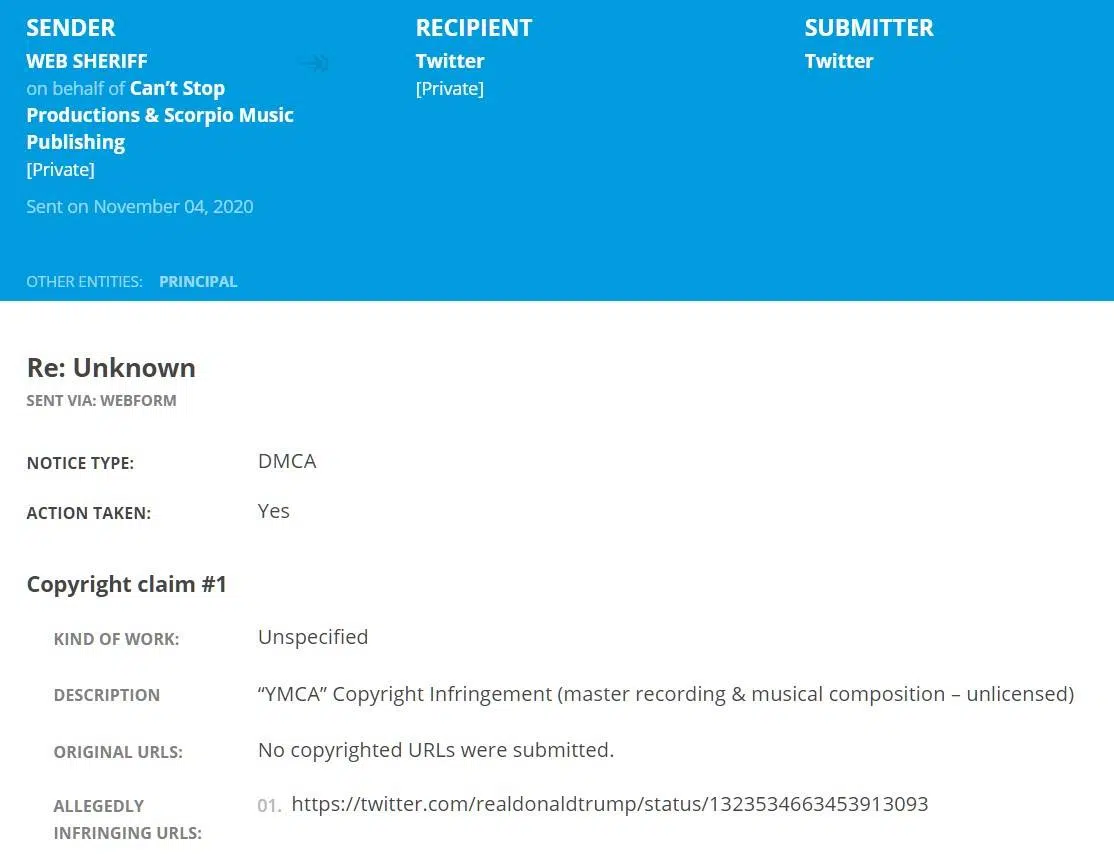 SENDER
WEB SHERIFF
on behalf of Can’t Stop
Productions & Scorpio Music
Publishing
[Private]
Sent on November 04, 2020
RECIPIENT
Twitter
[Private]
SUBMITTER
Twitter
OTHER ENTITIES: PRINCIPAL
Re: Unknown
SENT VIA: WEBFORM
NOTICE TYPE: DMCA
ACTION TAKEN: Yes
Copyright claim #1
KIND OF WORK: Unspecified
DESCRIPTION “YMCA” Copyright Infringement (master recording & musical composition – unlicensed)
ORIGINAL URLS: No copyrighted URLs were submitted.
ALLEGEDLY 01. https://twitter.com/realdonaldtrump/status/1323534663453913093
INFRINGING URLS: